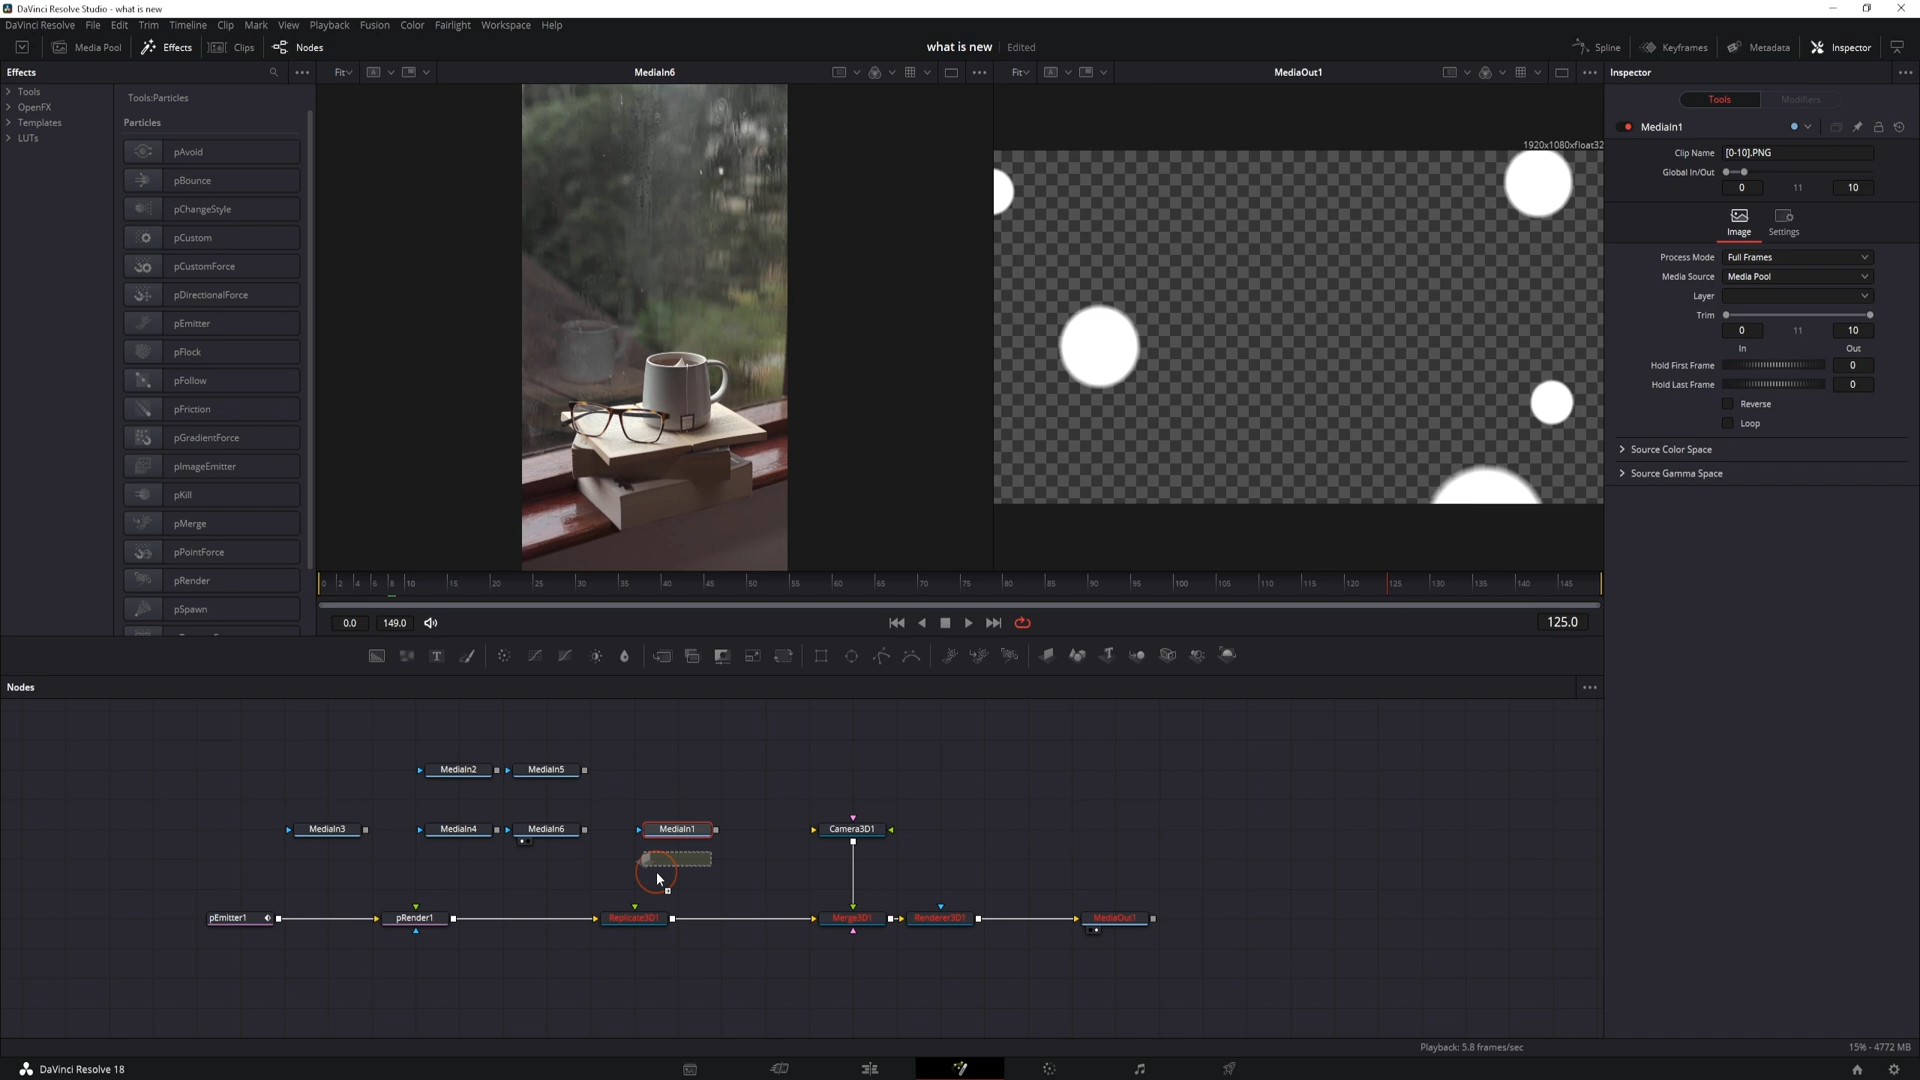 DaVinci Resolve Studio - what is new
DaVinci Resolve File Edit Trim Timeline Clip Mark View Playback Fusion Color Fairlight Workspace Help
Media Pool Effects Clips Nodes what is new Edited Spline Keyframes Metadata Inspector
Effects Fit MediaIn6 Fit MediaOut1 Inspector
Tools
OpenFX
Templates
LUTs
Tools:Particles
Particles
pAvoid
pBounce
pChangeStyle
pCustom
pCustomForce
pDirectionalForce
pEmitter
pFlock
pFollow
pFriction
pGradientForce
pImageEmitter
pKill
pMerge
pPointForce
pRender
pSpawn
1920x1080xfloat32
Tools Modifiers
MediaIn1
Clip Name [0-10].PNG
Global In/Out
0 11 10
Image Settings
Process Mode Full Frames
Media Source Media Pool
Layer
Trim
0 11 10
In Out
Hold First Frame 0
Hold Last Frame 0
Reverse
Loop
Source Color Space
Source Gamma Space
0 2 4 6 8 10 15 20 25 30 35 40 45 50 55 60 65 70 75 80 85 90 95 100 105 110 115 120 125 130 135 140 145
0.0 149.0 125.0
Nodes
MediaIn2 MediaIn5
MediaIn3 MediaIn4 MediaIn6 MediaIn1 Camera3D1
pEmitter1 pRender1 Replicate3D1 Merge3D1 Renderer3D1 MediaOut1
Playback: 5.8 frames/sec 15% - 4772 MB
DaVinci Resolve 18